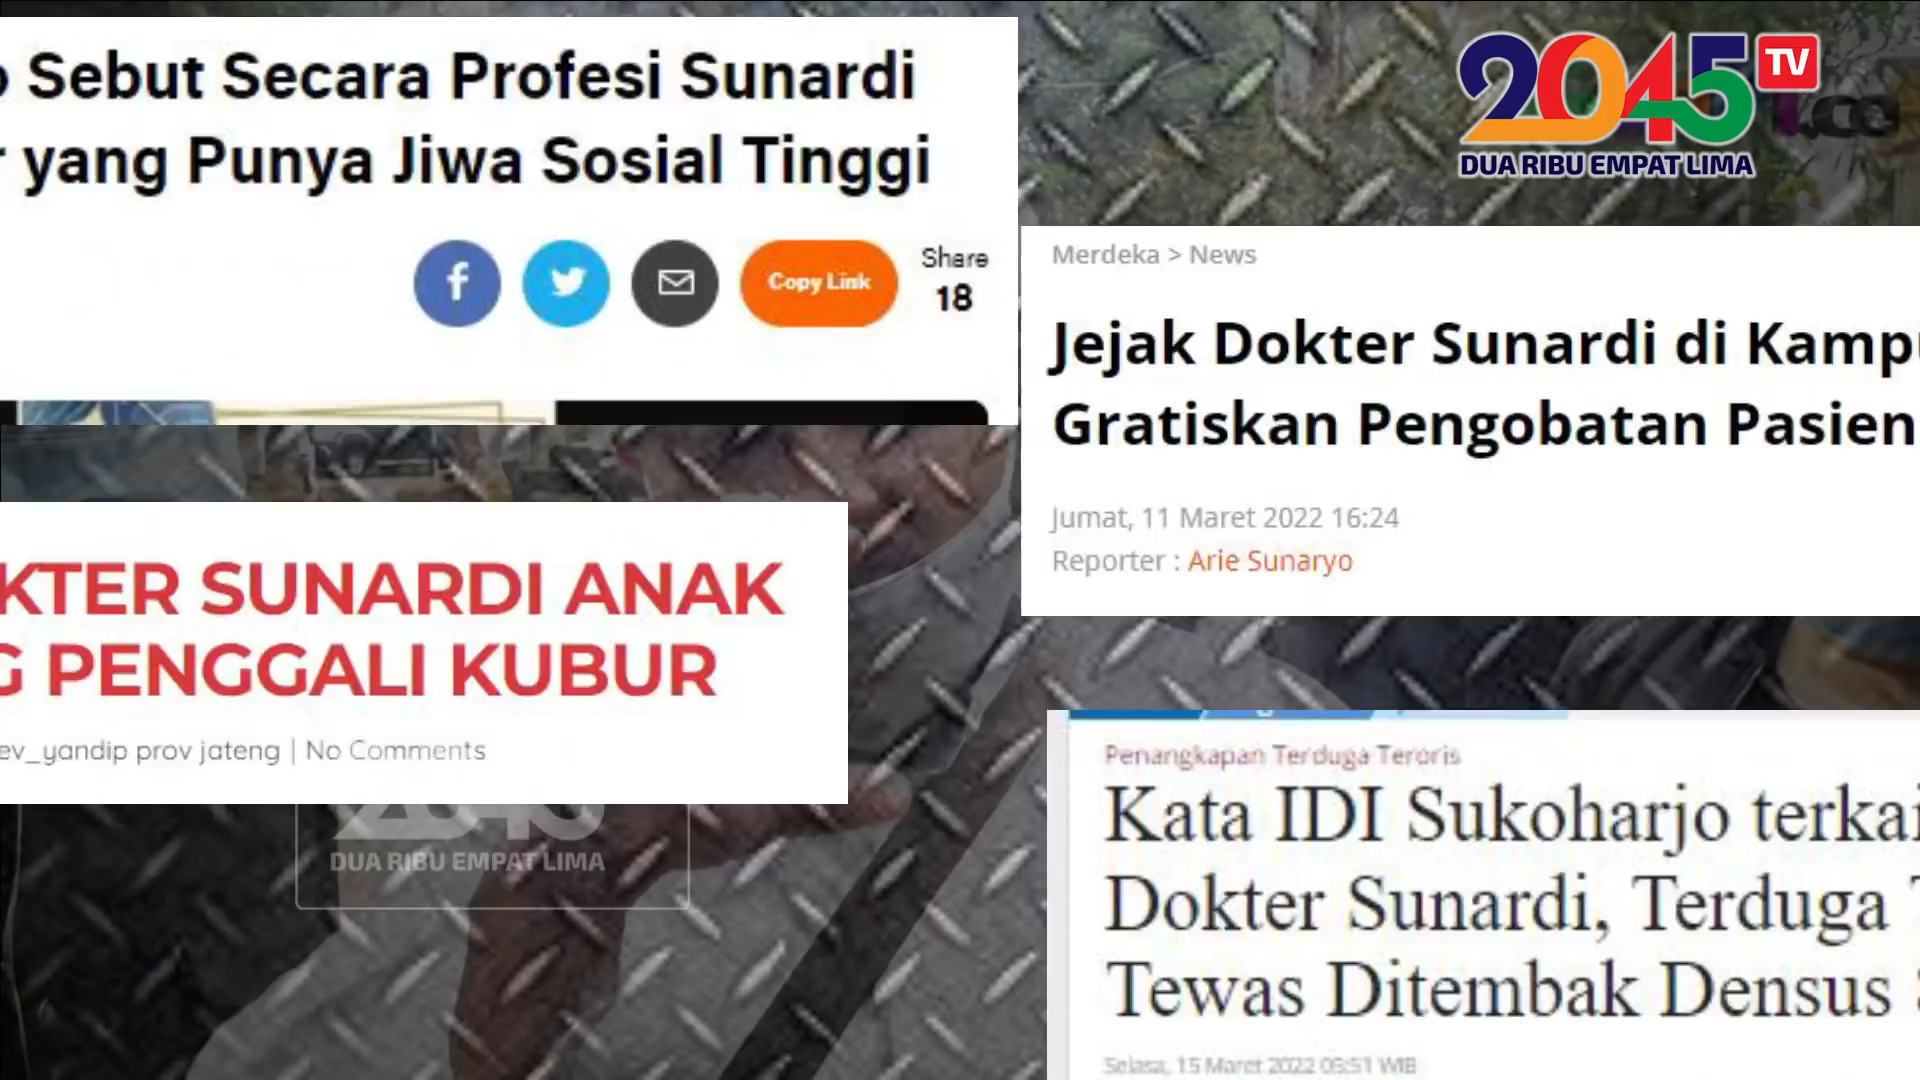 Sebut Secara Profesi Sunardi
yang Punya Jiwa Sosial Tinggi
Copy Link
Share
18
2045
TV
DUA RIBU EMPAT LIMA
Merdeka > News
Jejak Dokter Sunardi di
Gratiskan Pengobatan Pasien
Jumat, 11 Maret 2022 16:24
Reporter : Arie Sunaryo
KTER SUNARDI ANAK
G PENGGALI KUBUR
ev_yandip prov jateng | No Comments
DUA RIBU EMPAT LIMA
Penangkapan Terduga Teroris
Kata IDI Sukoharjo
Dokter Sunardi, Terduga
Tewas Ditembak Densus
Selasa, 15 Maret 2022 05:51 WIB